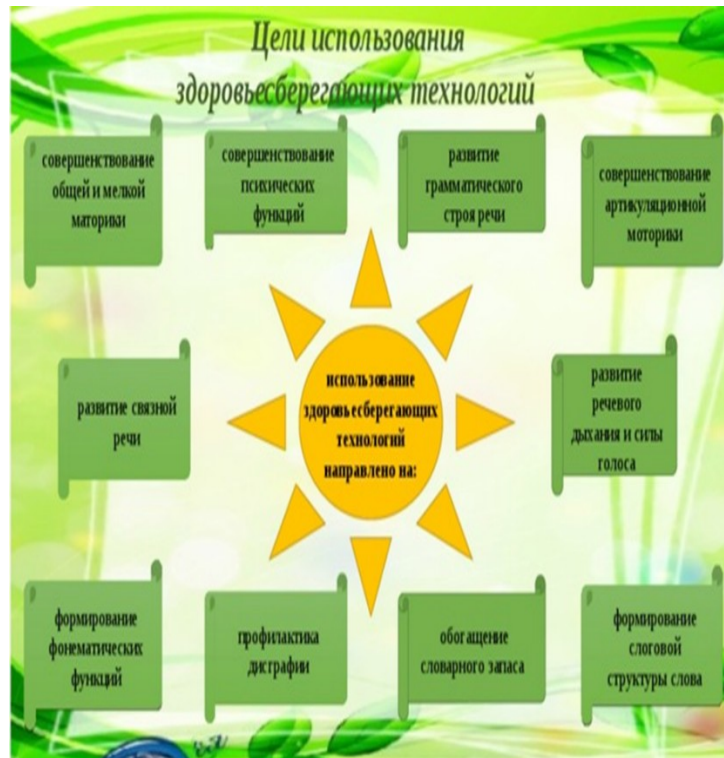 Цели использования
здоровьесберегающих технологий
совершенствование
общей и мелкой
маторики
совершенствование
психических
функций
развитие
грамматического
строя речи
совершенствование
артикуляционной
моторики
развитие связной
речи
использование
здоровьесберегающих
технологий
направлено на:
развитие
речевого
дыхания и силы
голоса
формирование
фонематических
функций
профилактика
дисграфии
обогащение
словарного запаса
формирование
слоговой
структуры слова